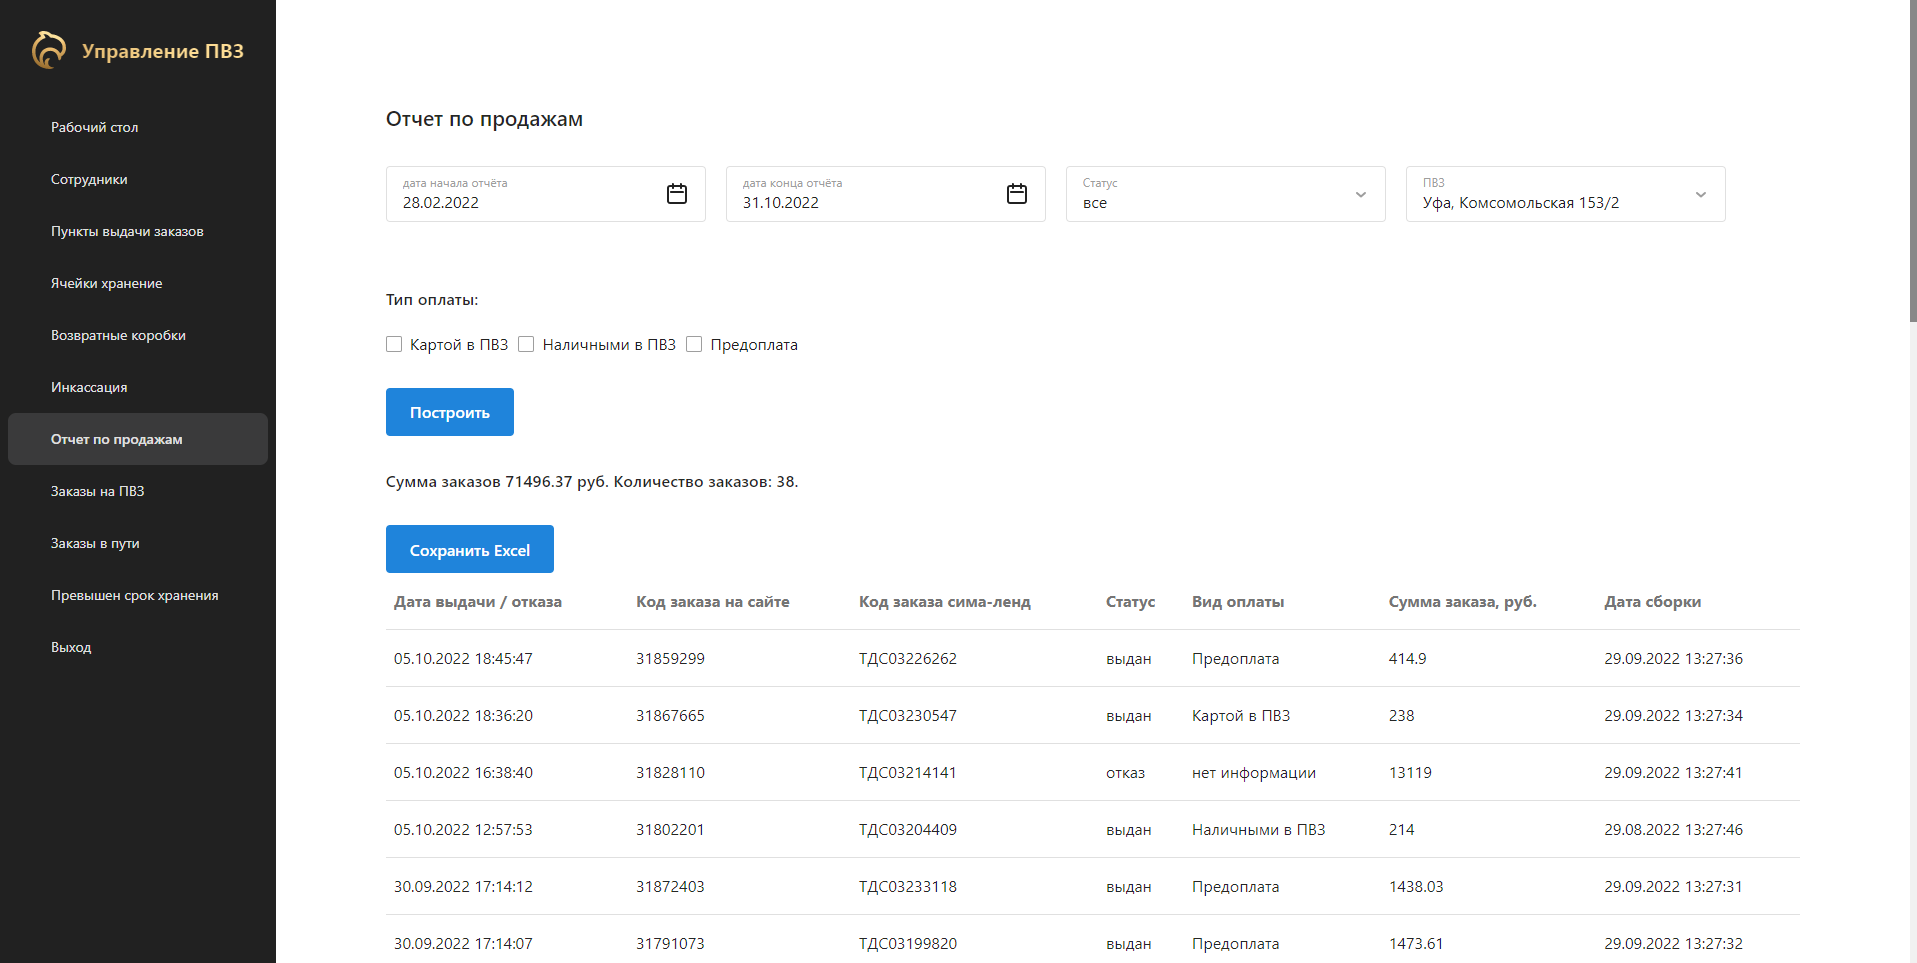 Управление ПВЗ
Рабочий стол
Сотрудники
Пункты выдачи заказов
Ячейки хранение
Возвратные коробки
Инкассация
Отчет по продажам
Заказы на ПВЗ
Заказы в пути
Превышен срок хранения
Выход
Отчет по продажам
дата начала отчёта
28.02.2022
дата конца отчёта
31.10.2022
Статус
все
ПВЗ
Уфа, Комсомольская 153/2
Тип оплаты:
Картой в ПВЗ Наличными в ПВЗ Предоплата
Построить
Сумма заказов 71496.37 руб. Количество заказов: 38.
Сохранить Excel
Дата выдачи / отказа Код заказа на сайте Код заказа сима-ленд Статус Вид оплаты Сумма заказа, руб. Дата сборки
05.10.2022 18:45:47 31859299 ТДС03226262 выдан Предоплата 414.9 29.09.2022 13:27:36
05.10.2022 18:36:20 31867665 ТДС03230547 выдан Картой в ПВЗ 238 29.09.2022 13:27:34
05.10.2022 16:38:40 31828110 ТДС03214141 отказ нет информации 13119 29.09.2022 13:27:41
05.10.2022 12:57:53 31802201 ТДС03204409 выдан Наличными в ПВЗ 214 29.08.2022 13:27:46
30.09.2022 17:14:12 31872403 ТДС03233118 выдан Предоплата 1438.03 29.09.2022 13:27:31
30.09.2022 17:14:07 31791073 ТДС03199820 выдан Предоплата 1473.61 29.09.2022 13:27:32